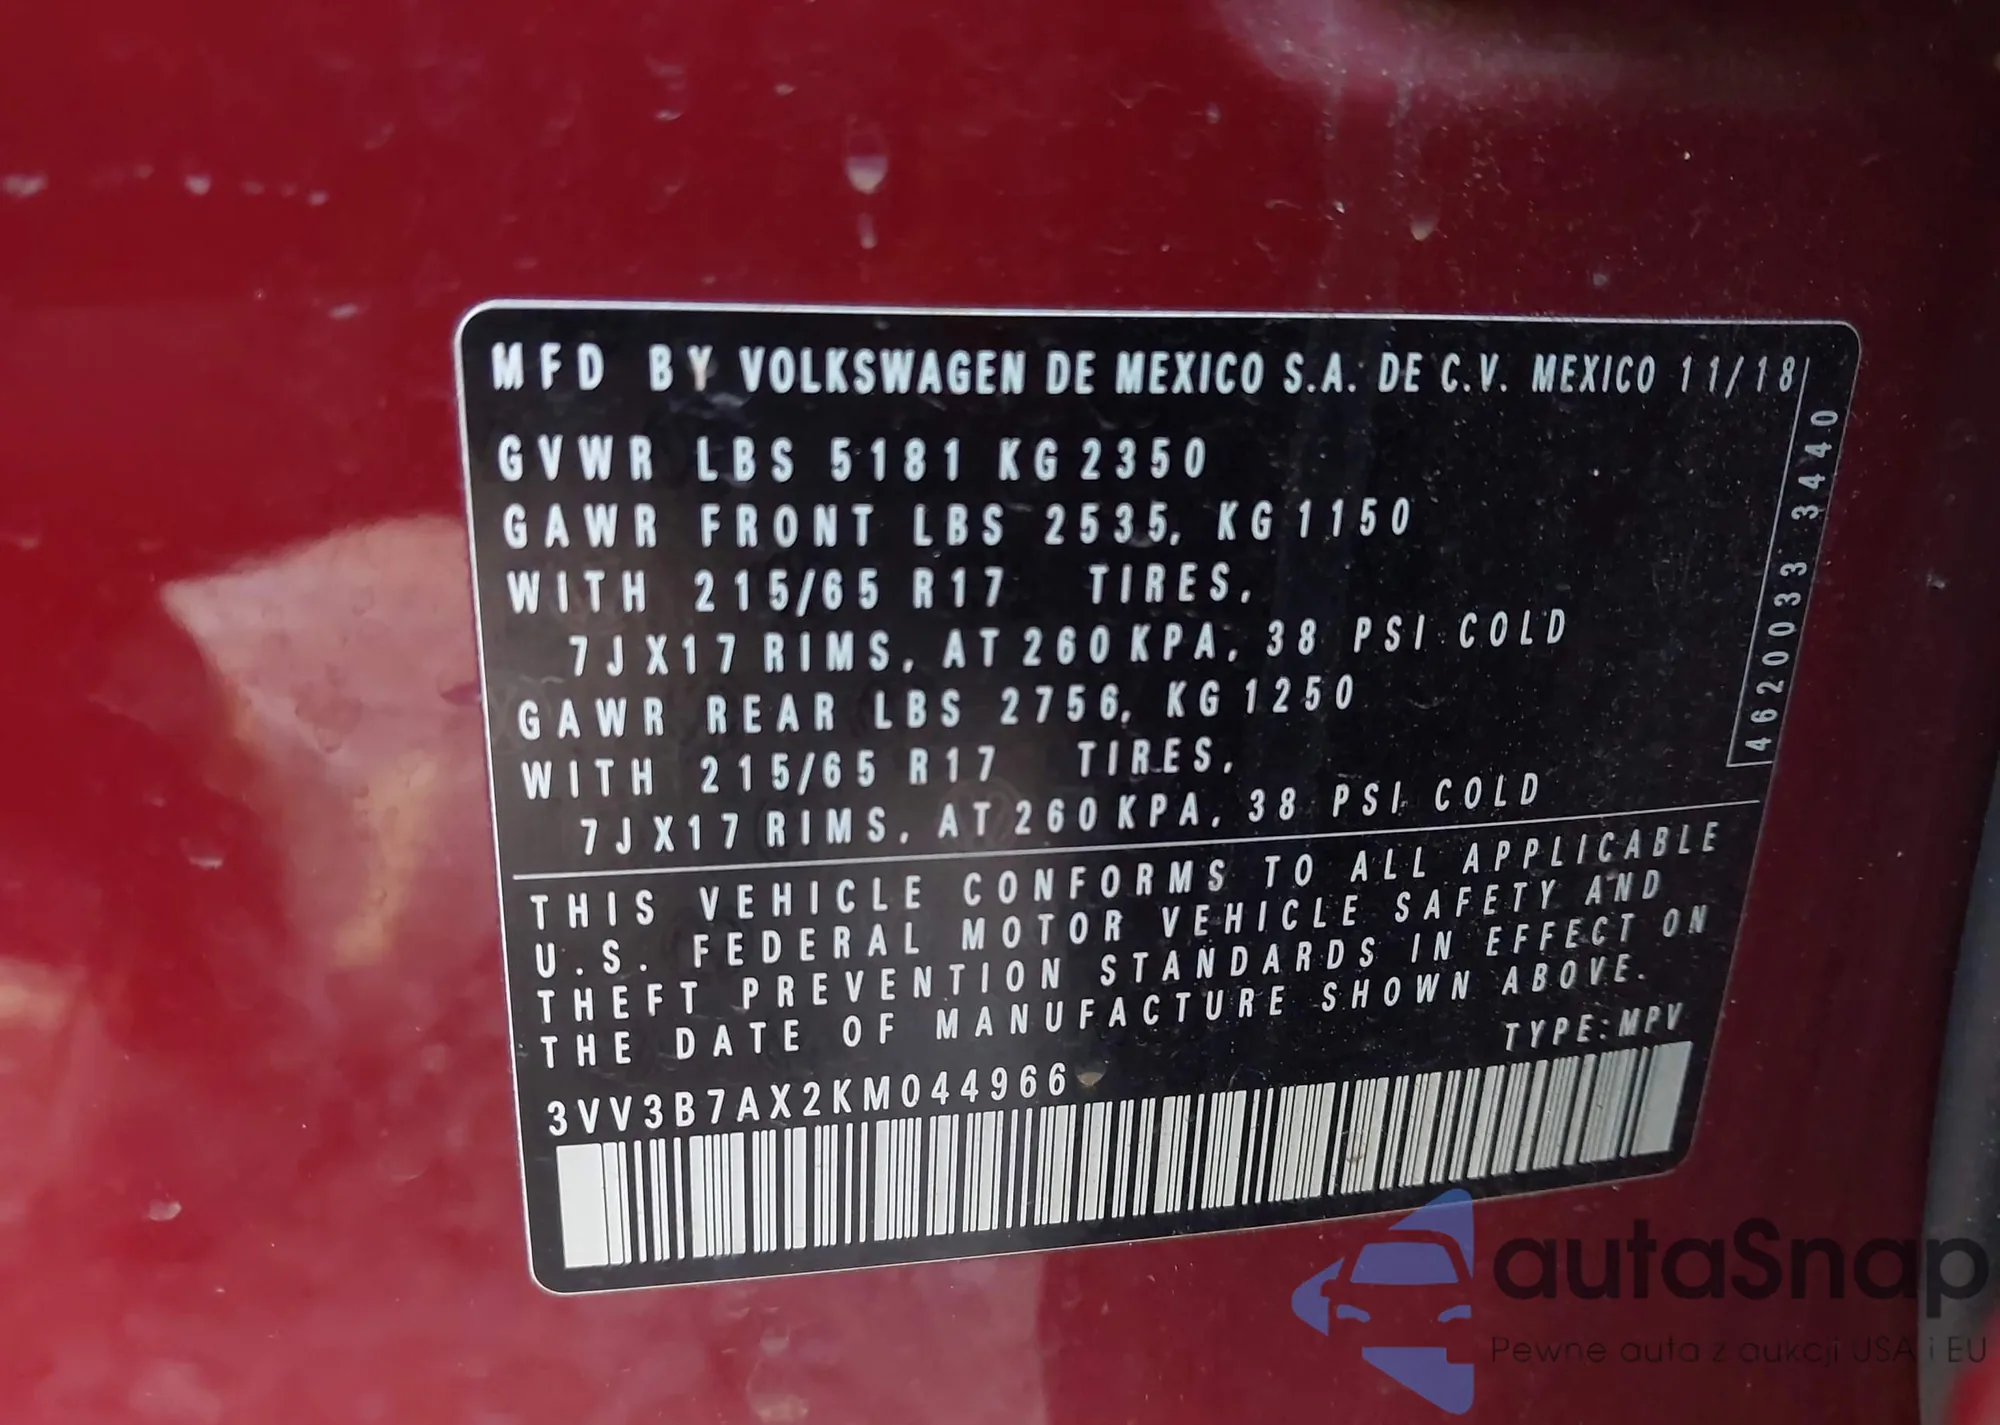 MFD BY VOLKSWAGEN DE MEXICO S.A. DE C.V. MEXICO 11/18
GVWR LBS 5181 KG 2350
GAWR FRONT LBS 2535, KG 1150
WITH 215/65 R17 TIRES,
7JX17 RIMS, AT 260 KPA, 38 PSI COLD
GAWR REAR LBS 2756, KG 1250
WITH 215/65 R17 TIRES,
7JX17 RIMS, AT 260 KPA, 38 PSI COLD
4620033 3440
THIS VEHICLE CONFORMS TO ALL APPLICABLE
U.S. FEDERAL MOTOR VEHICLE SAFETY AND
THEFT PREVENTION STANDARDS IN EFFECT ON
THE DATE OF MANUFACTURE SHOWN ABOVE.
TYPE:MPV
3VV3B7AX2KM044966
autaSnap
Pewne auta z aukcji USA i EU